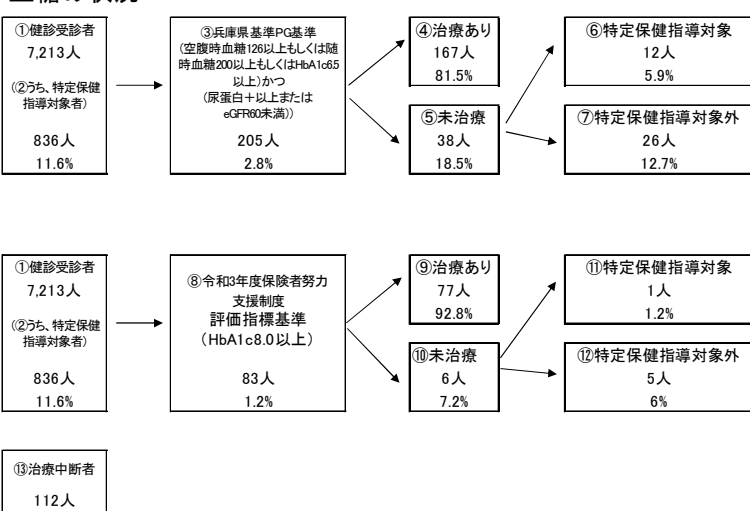 ①健診受診者
7,213人
(②うち、特定保健
指導対象者)
836人
11.6%
③兵庫県基準PG基準
(空腹時血糖126以上もしくは随
時血糖200以上もしくはHbA1c6.5
以上)かつ
(尿蛋白+以上または
eGFR60未満))
205人
2.8%
④治療あり
167人
81.5%
⑤未治療
38人
18.5%
⑥特定保健指導対象
12人
5.9%
⑦特定保健指導対象外
26人
12.7%
①健診受診者
7,213人
(②うち、特定保健
指導対象者)
836人
11.6%
⑧令和3年度保険者努力
支援制度
評価指標基準
(HbA1c8.0以上)
83人
1.2%
⑨治療あり
77人
92.8%
⑩未治療
6人
7.2%
⑪特定保健指導対象
1人
1.2%
⑫特定保健指導対象外
5人
6%
⑬治療中断者
112人